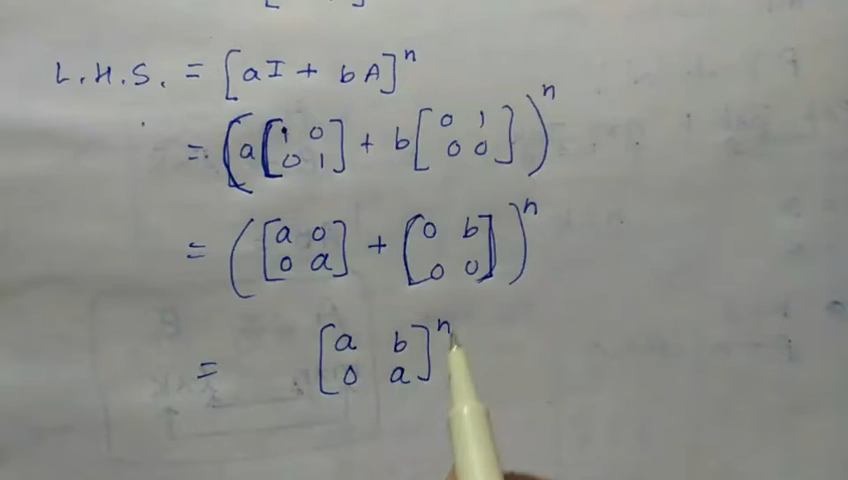 L.H.S. = [aI + bA]^n
= (a[1 0; 0 1] + b[0 1; 0 0])^n
= ([a 0; 0 a] + [0 b; 0 0])^n
= [a b; 0 a]^n